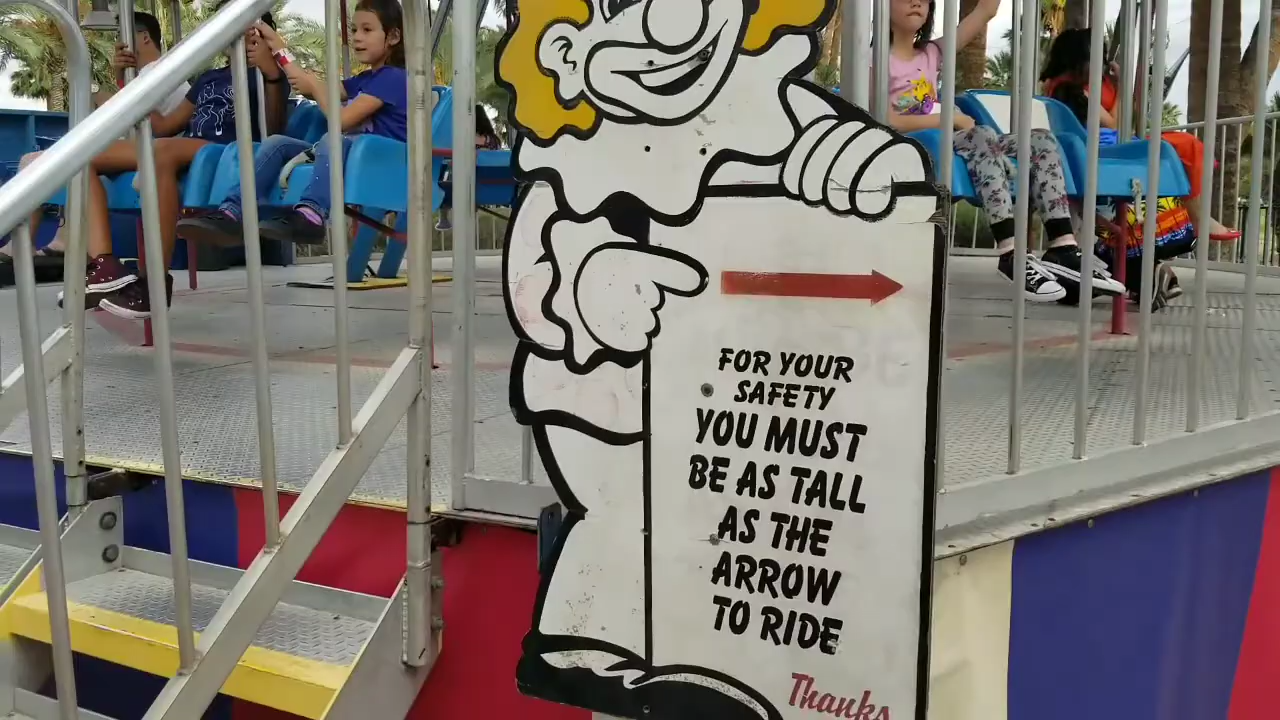 FOR YOUR
SAFETY
YOU MUST
BE AS TALL
AS THE
ARROW
TO RIDE
Thanks